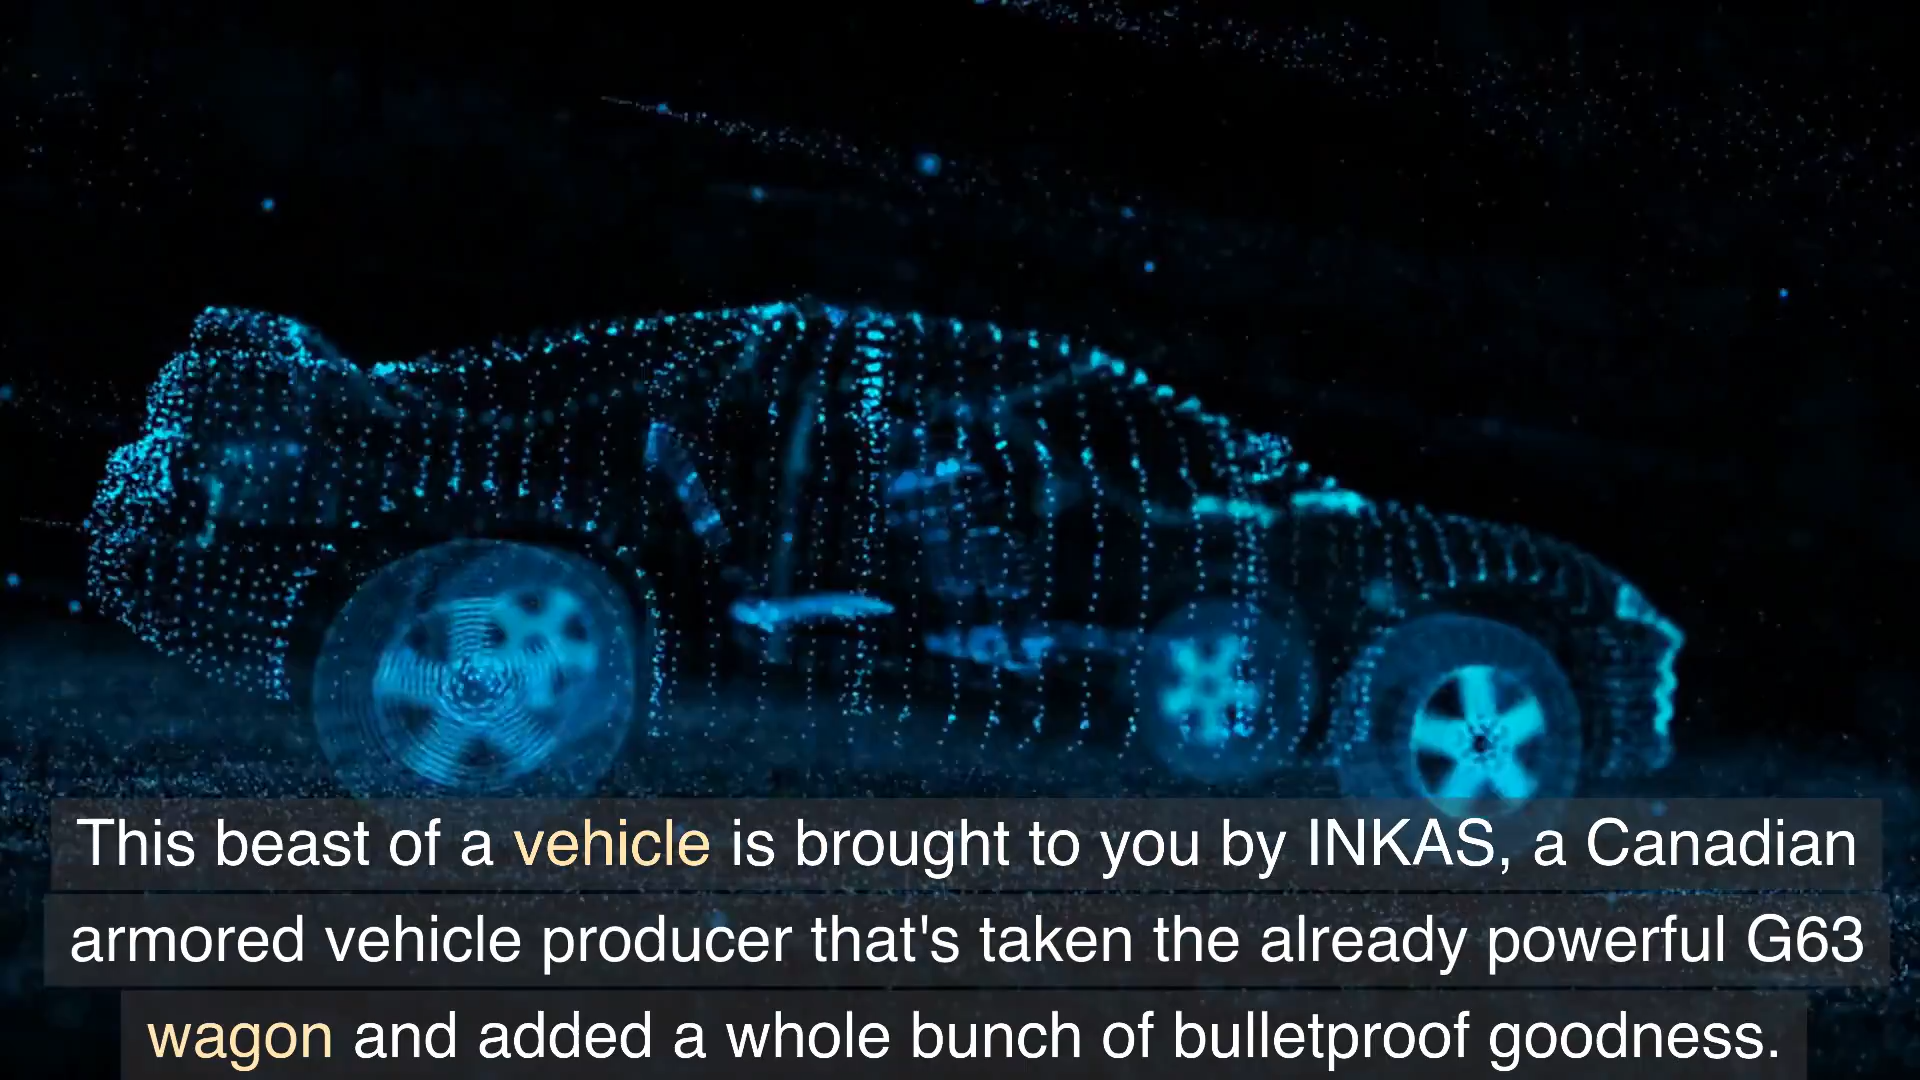 This beast of a vehicle is brought to you by INKAS, a Canadian
armored vehicle producer that's taken the already powerful G63
wagon and added a whole bunch of bulletproof goodness.